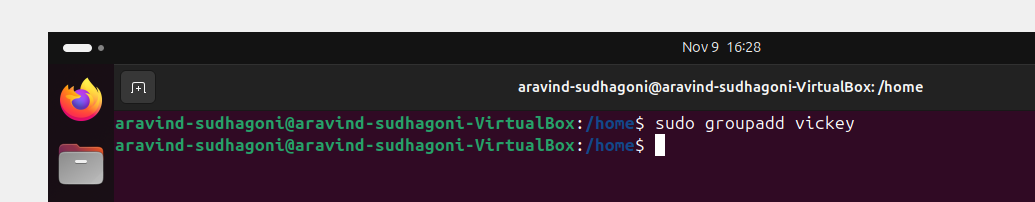 Nov 9 16:28
aravind-sudhagoni@aravind-sudhagoni-VirtualBox: /home
aravind-sudhagoni@aravind-sudhagoni-VirtualBox:/home$ sudo groupadd vickey
aravind-sudhagoni@aravind-sudhagoni-VirtualBox:/home$